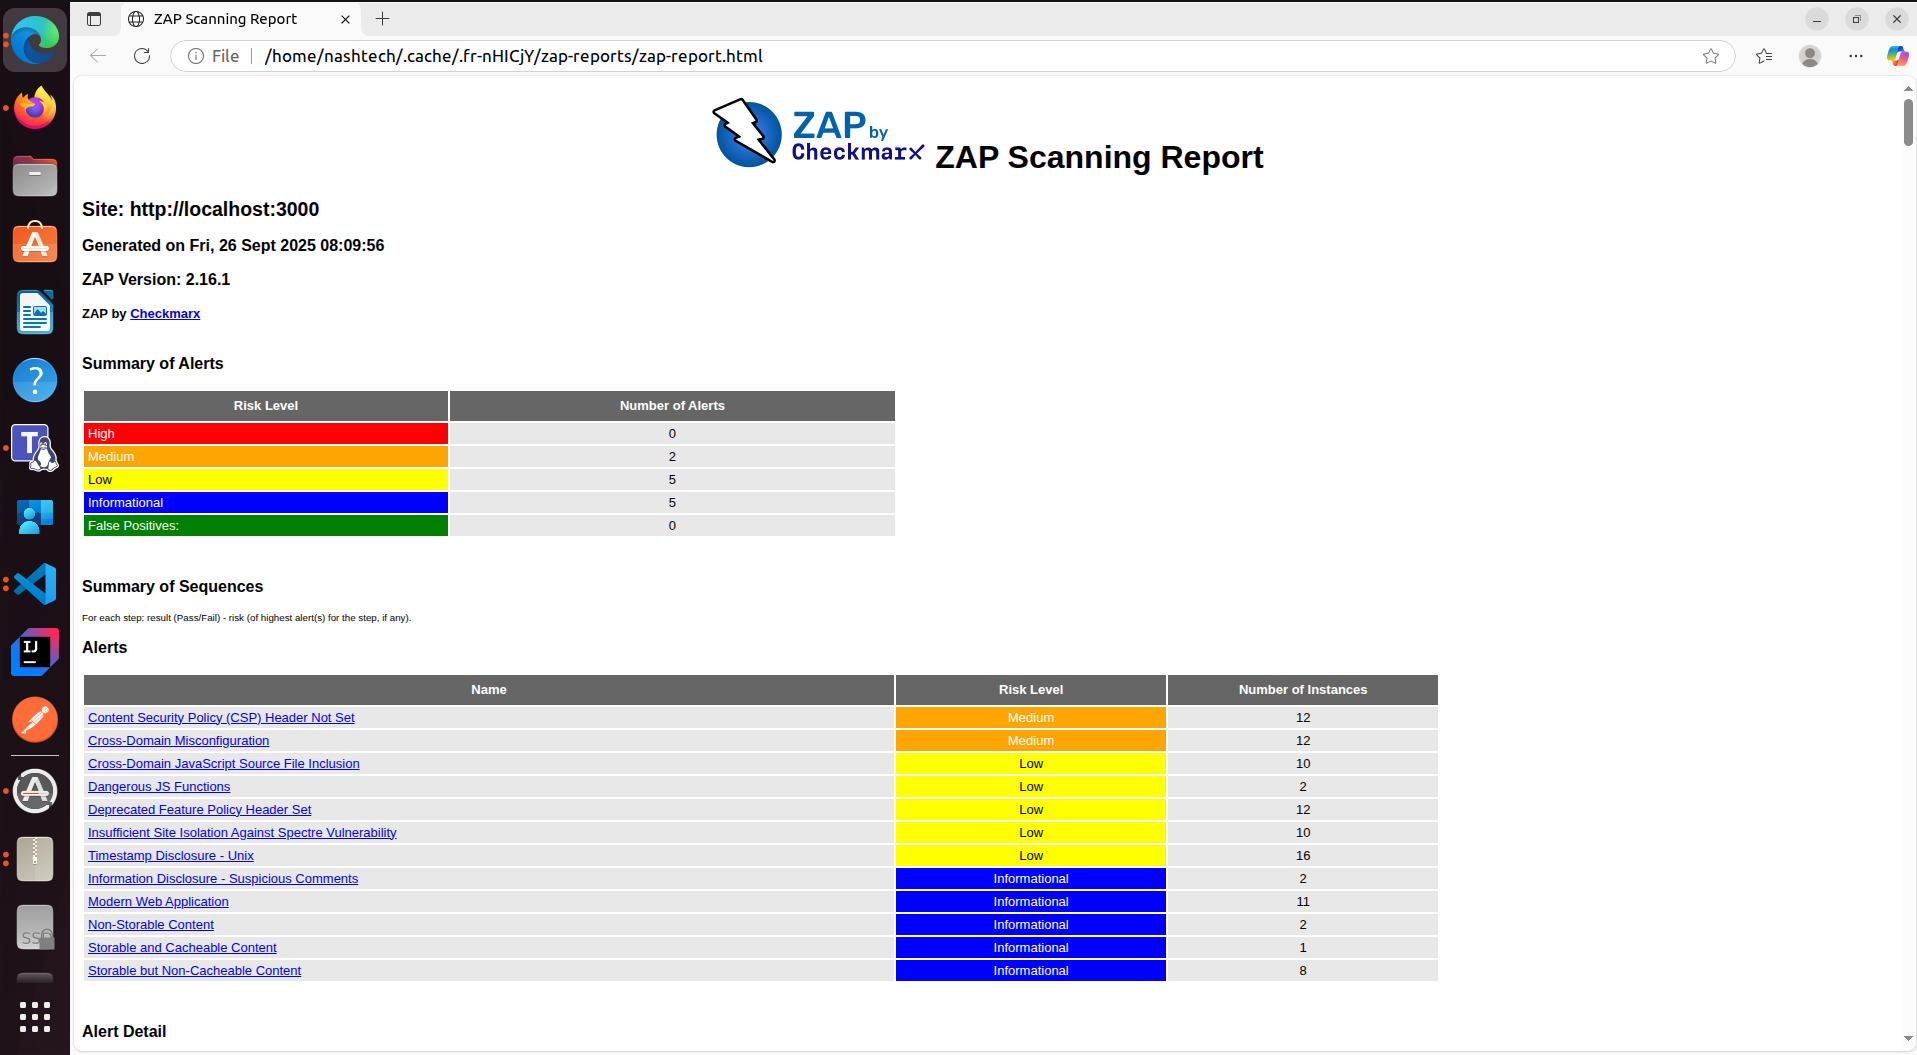 ZAP Scanning Report
File
/home/nashtech/.cache/.fr-nHICjY/zap-reports/zap-report.html
ZAP by
Checkmarx
ZAP Scanning Report
Site: http://localhost:3000
Generated on Fri, 26 Sept 2025 08:09:56
ZAP Version: 2.16.1
ZAP by Checkmarx
Summary of Alerts
Risk Level Number of Alerts
High 0
Medium 2
Low 5
Informational 5
False Positives: 0
Summary of Sequences
For each step: result (Pass/Fail) - risk (of highest alert(s) for the step, if any).
Alerts
Name Risk Level Number of Instances
Content Security Policy (CSP) Header Not Set Medium 12
Cross-Domain Misconfiguration Medium 12
Cross-Domain JavaScript Source File Inclusion Low 10
Dangerous JS Functions Low 2
Deprecated Feature Policy Header Set Low 12
Insufficient Site Isolation Against Spectre Vulnerability Low 10
Timestamp Disclosure - Unix Low 16
Information Disclosure - Suspicious Comments Informational 2
Modern Web Application Informational 11
Non-Storable Content Informational 2
Storable and Cacheable Content Informational 1
Storable but Non-Cacheable Content Informational 8
Alert Detail
T
IJ